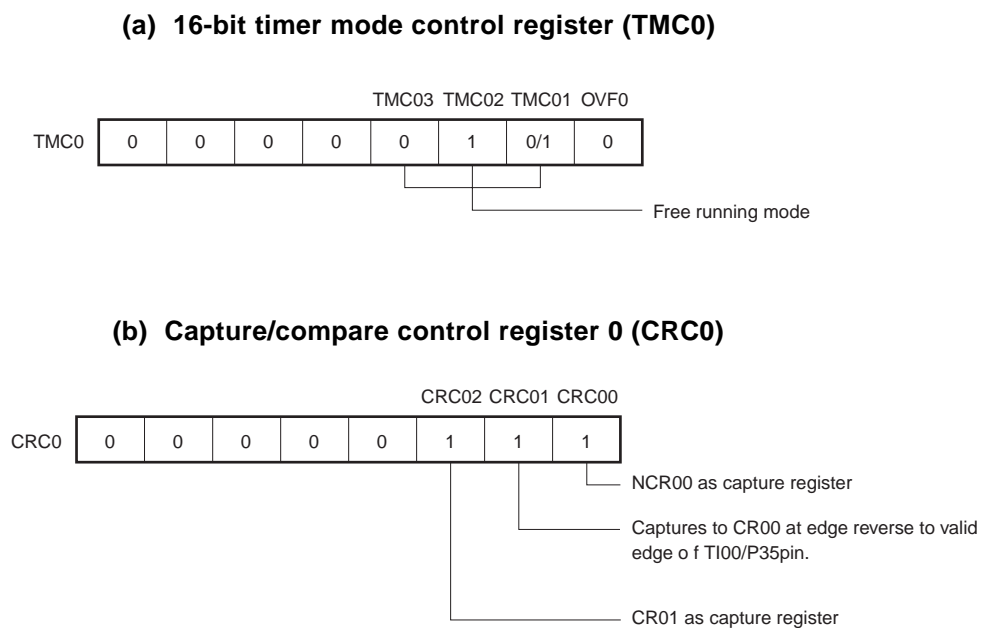 (a) 16-bit timer mode control register (TMC0)
TMC03 TMC02 TMC01 OVF0
TMC0 0 0 0 0 0 1 0/1 0
Free running mode
(b) Capture/compare control register 0 (CRC0)
CRC02 CRC01 CRC00
CRC0 0 0 0 0 0 1 1 1
NCR00 as capture register
Captures to CR00 at edge reverse to valid
edge o f TI00/P35pin.
CR01 as capture register